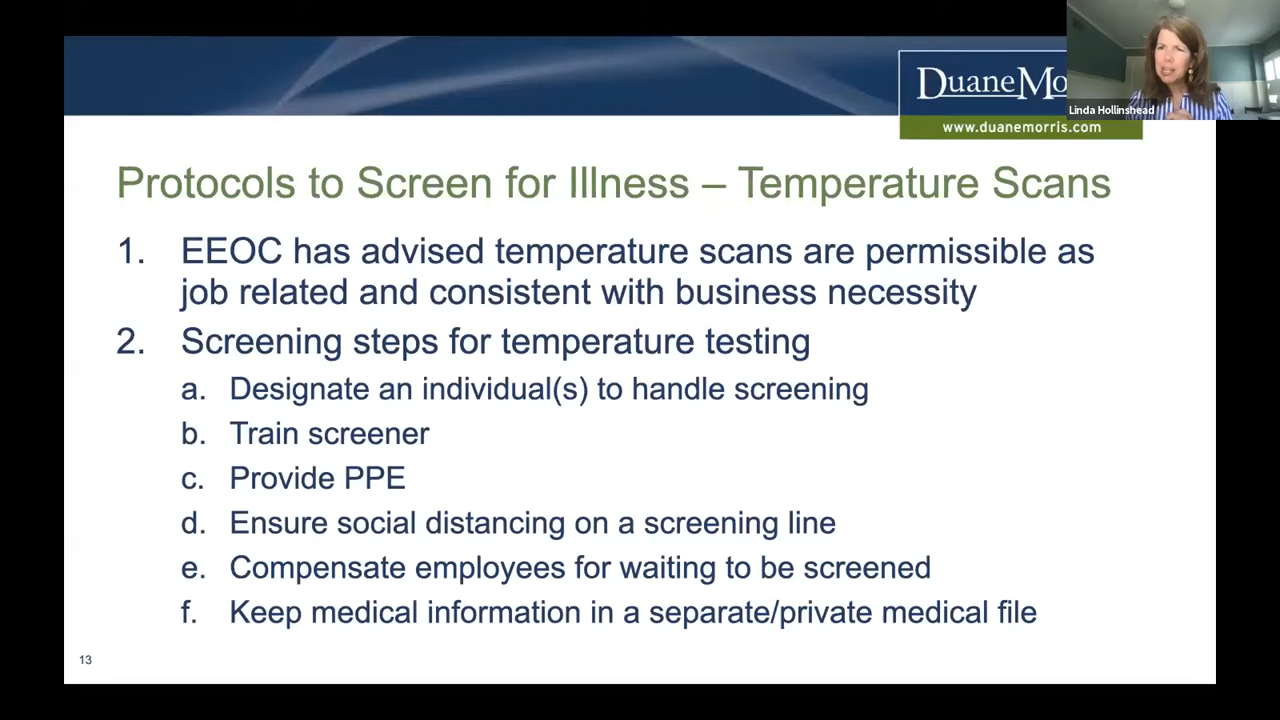 DuaneMo
Linda Hollinshead
www.duanemorris.com
Protocols to Screen for Illness – Temperature Scans
1. EEOC has advised temperature scans are permissible as
job related and consistent with business necessity
2. Screening steps for temperature testing
a. Designate an individual(s) to handle screening
b. Train screener
c. Provide PPE
d. Ensure social distancing on a screening line
e. Compensate employees for waiting to be screened
f. Keep medical information in a separate/private medical file
13